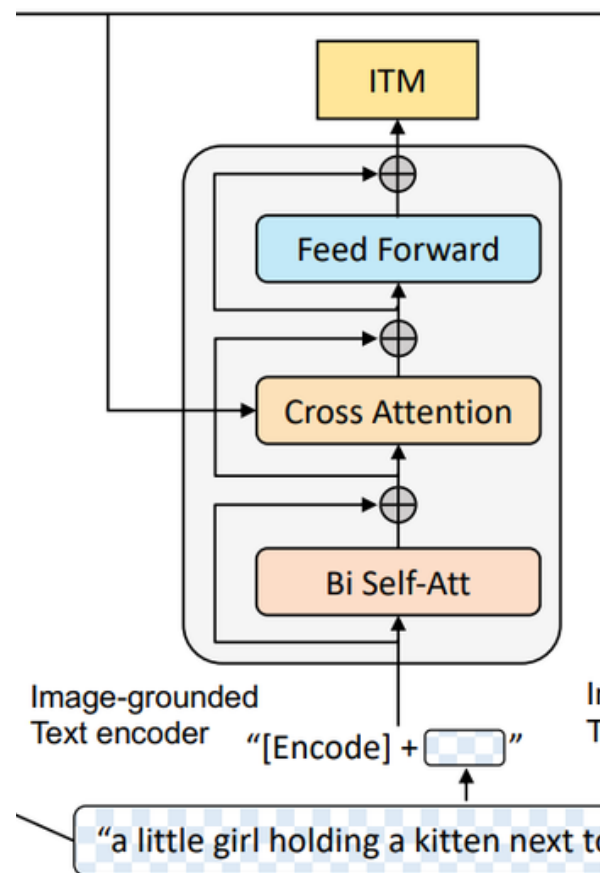 ITM
Feed Forward
Cross Attention
Bi Self-Att
Image-grounded
Text encoder
“[Encode] + ”
“a little girl holding a kitten next